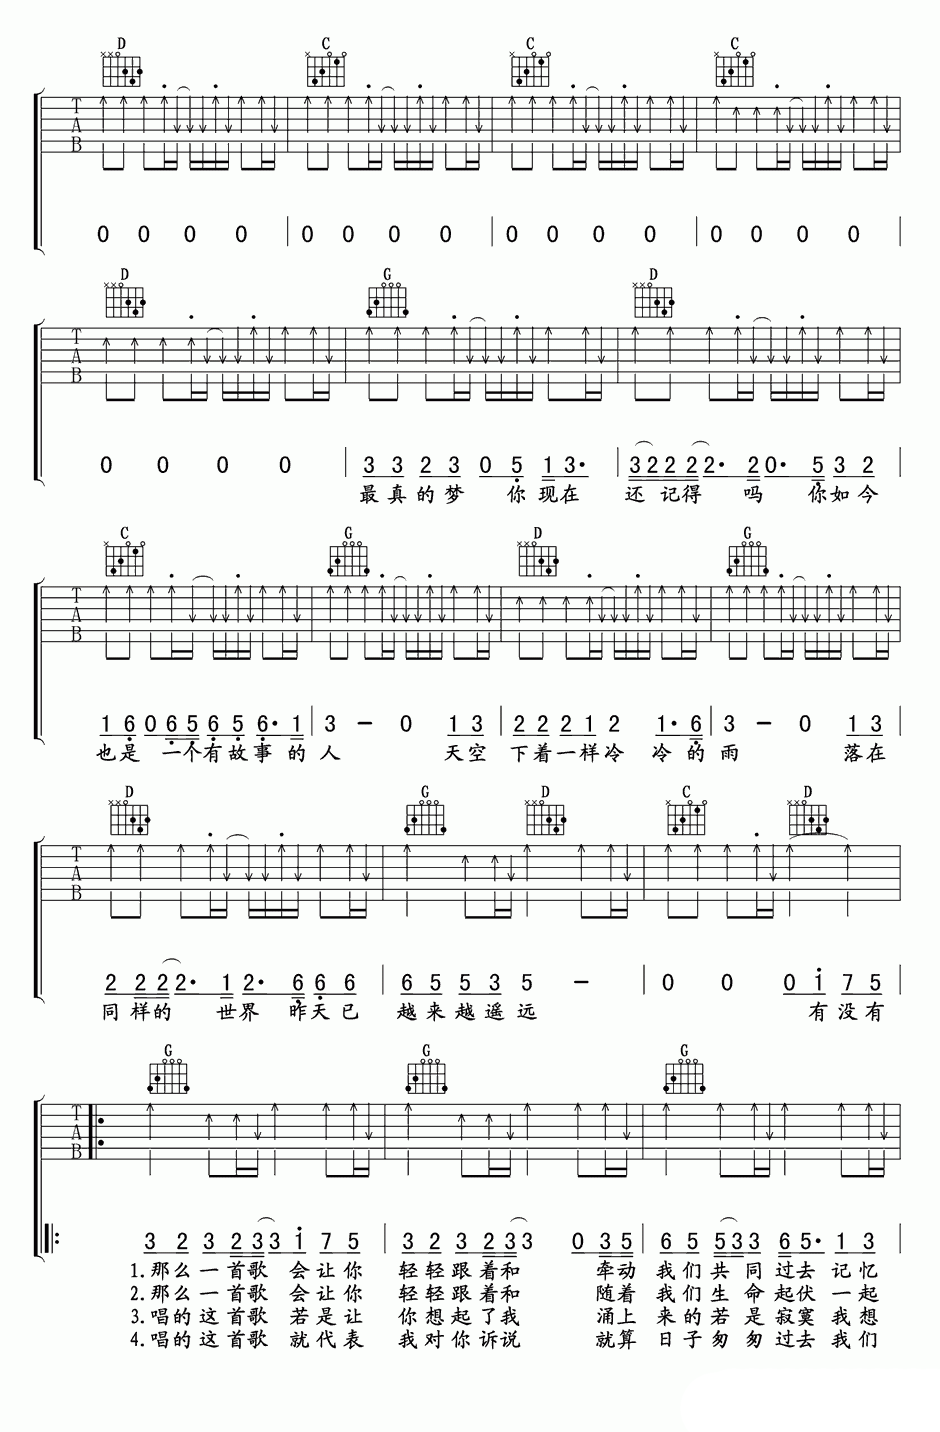 D C C C
T A B
0 0 0 0 0 0 0 0 0 0 0 0 0 0 0 0
D G D
T A B
0 0 0 0 3 3 2 3 0 5 1 3· 3 2 2 2 2· 2 0· 5 3 2
最真的梦 你现在 还记得 吗 你如今
C G D G
T A B
1 6 0 6 5 6 5 6· 1 3 - 0 1 3 2 2 2 1 2 1· 6 3 - 0 1 3
也是 一个有故事的人 天空 下着一样冷 冷的雨 落在
D G D C D
T A B
2 2 2 2· 1 2· 6 6 6 6 5 5 3 5 - 0 0 0 1 7 5
同样的 世界 昨天已 越来越遥远 有没有
G G G
T A B
3 2 3 2 3 3 1 7 5 3 2 3 2 3 3 0 3 5 6 5 5 3 3 6 5· 1 3
1.那么一首歌 会让你 轻轻跟着和 牵动 我们共 同 过去 记忆
2.那么一首歌 会让你 轻轻跟着和 随着 我们生 命 起伏 一起
3.唱的这首歌 若是让 你想起了我 涌上 来的若 是 寂寞 我想
4.唱的这首歌 就代表 我对你诉说 就算 日子匆 匆 过去 我们